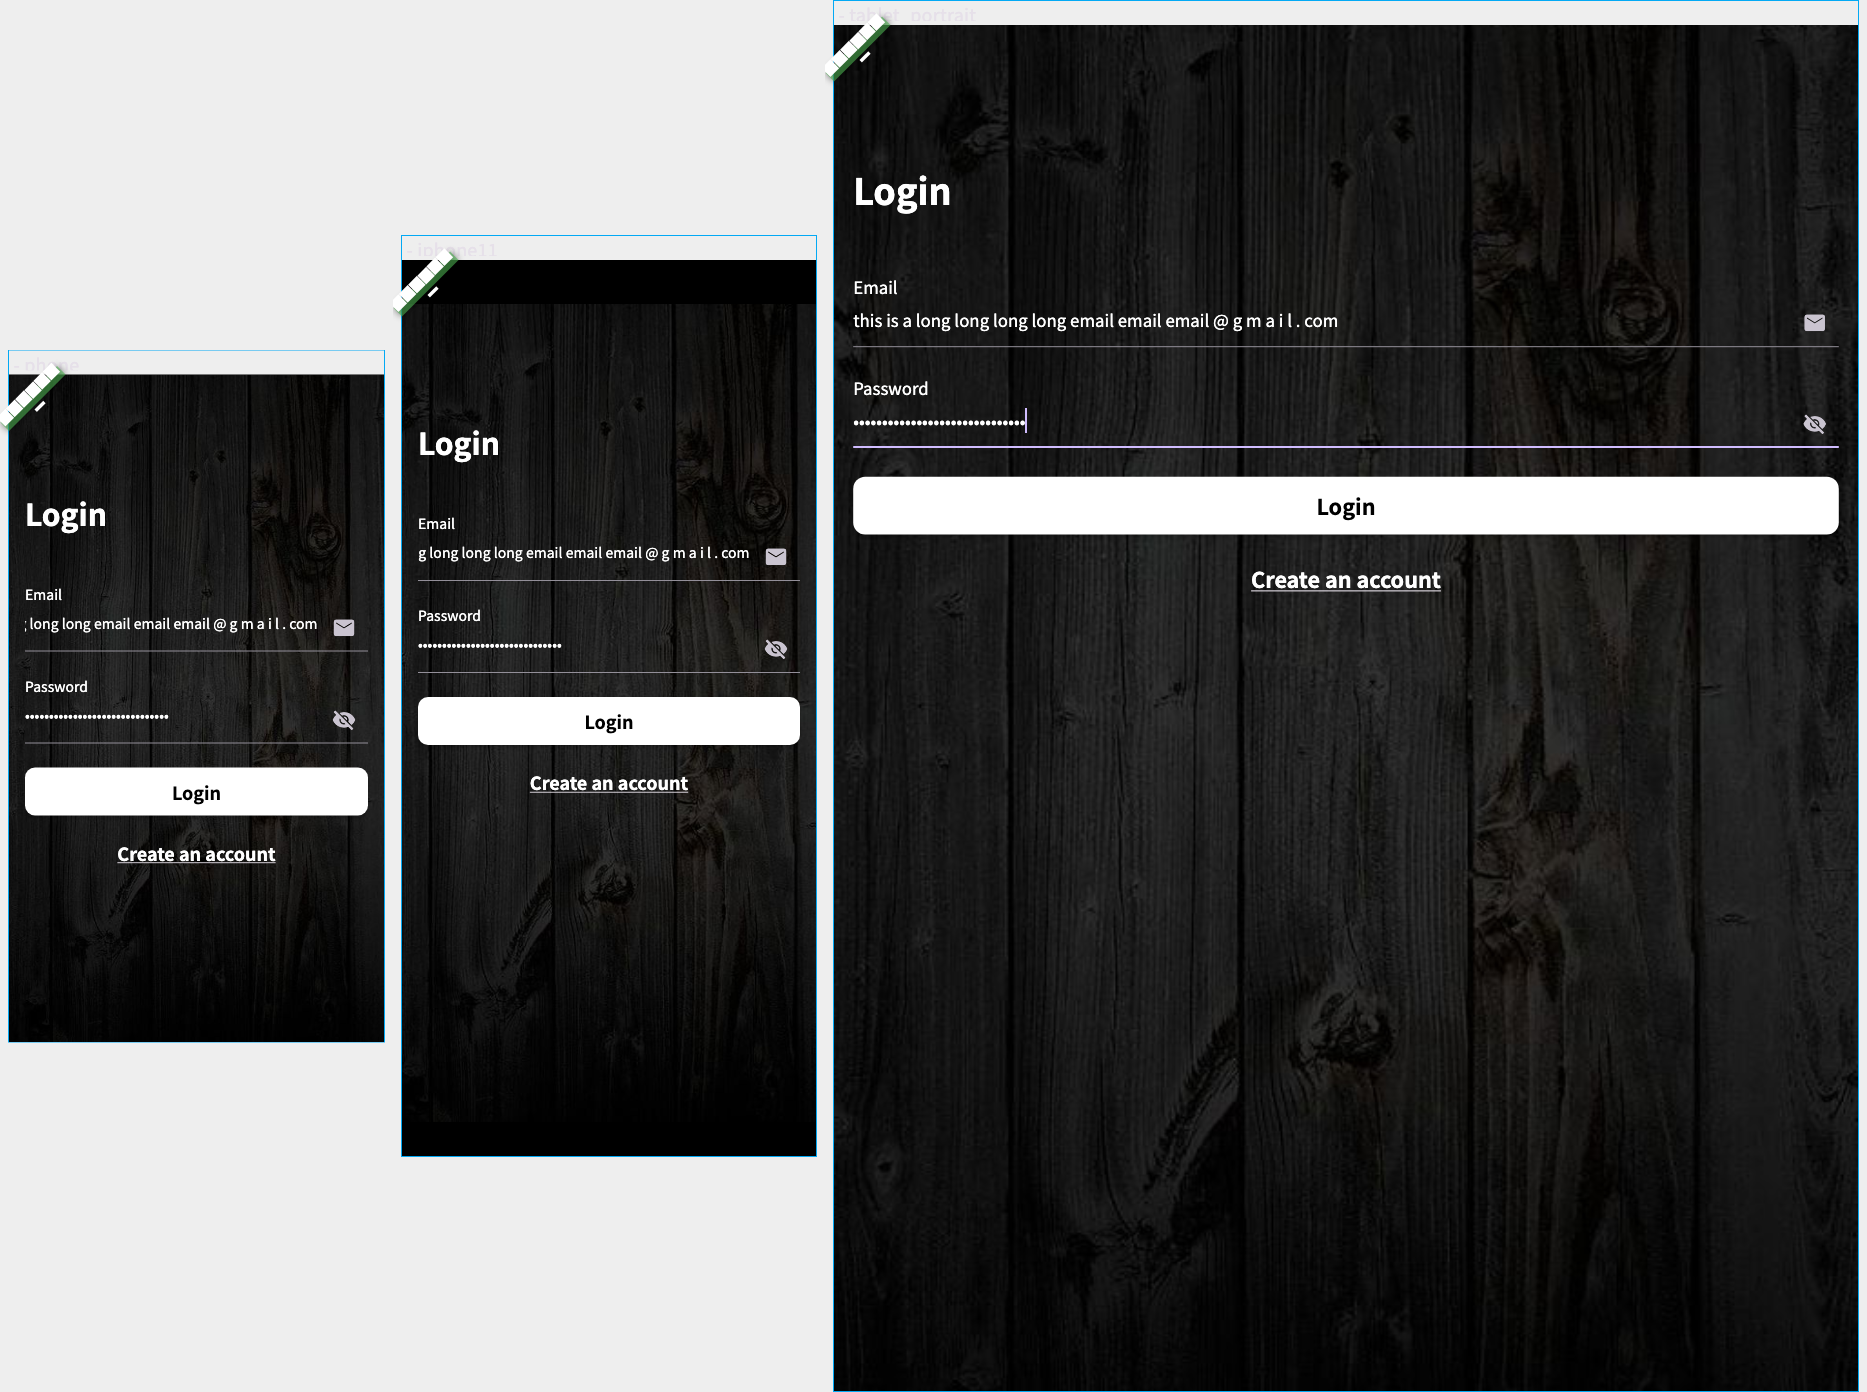 - phone
Login
Email
long long email email email @ g m a i l . com
Password
Login
Create an account
- iphone11
Login
Email
g long long long email email email @ g m a i l . com
Password
Login
Create an account
- tablet_portrait
Login
Email
this is a long long long long email email email @ g m a i l . com
Password
Login
Create an account